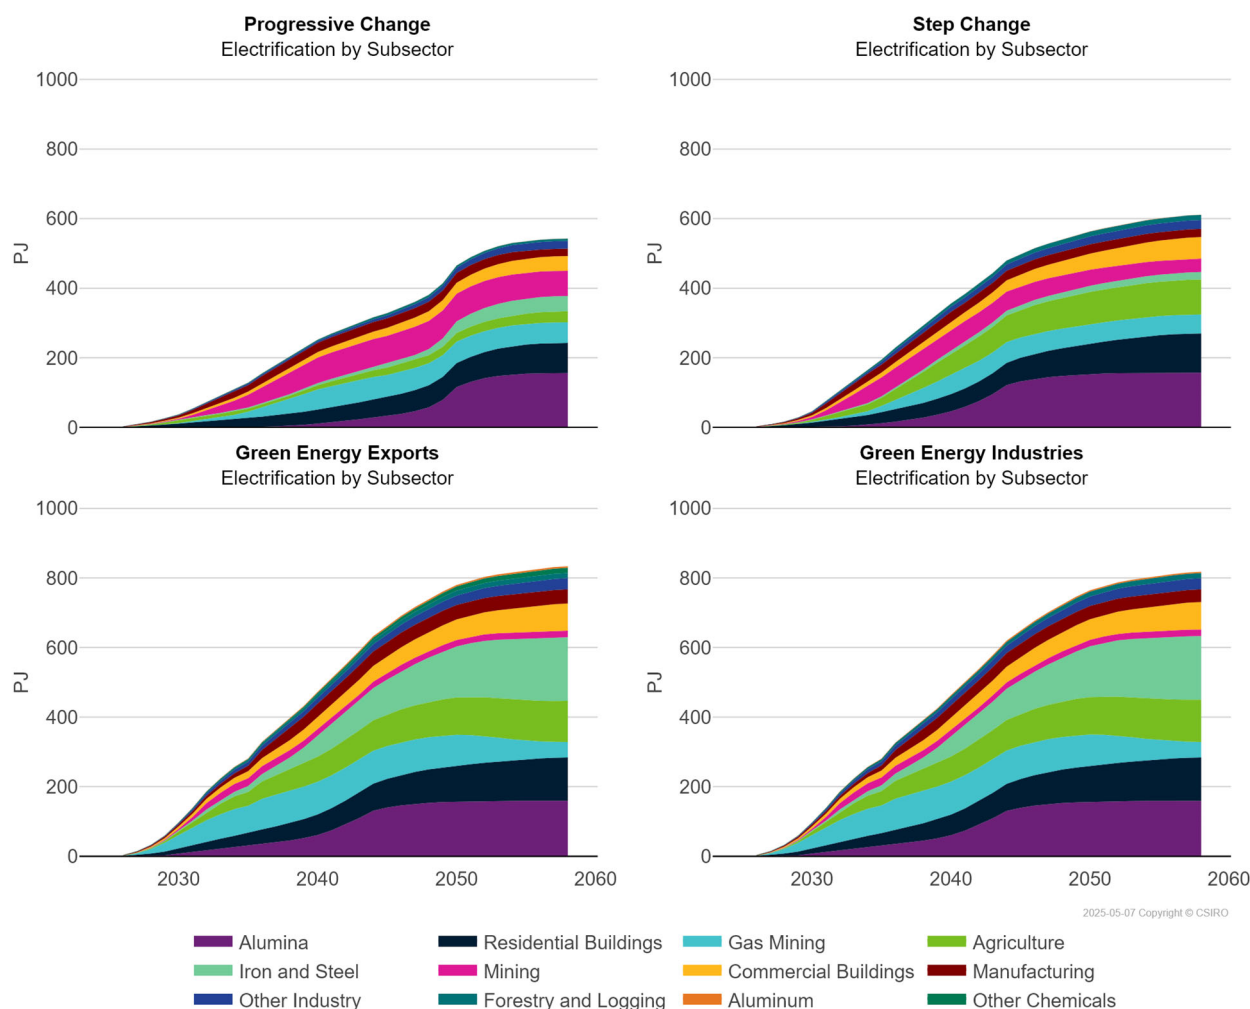 Progressive Change
Electrification by Subsector
1000
800
600
400
200
0
PJ
Step Change
Electrification by Subsector
1000
800
600
400
200
0
PJ
Green Energy Exports
Electrification by Subsector
1000
800
600
400
200
0
PJ
2030 2040 2050 2060
Green Energy Industries
Electrification by Subsector
1000
800
600
400
200
0
PJ
2030 2040 2050 2060
2025-05-07 Copyright © CSIRO
Alumina Residential Buildings Gas Mining Agriculture
Iron and Steel Mining Commercial Buildings Manufacturing
Other Industry Forestry and Logging Aluminum Other Chemicals